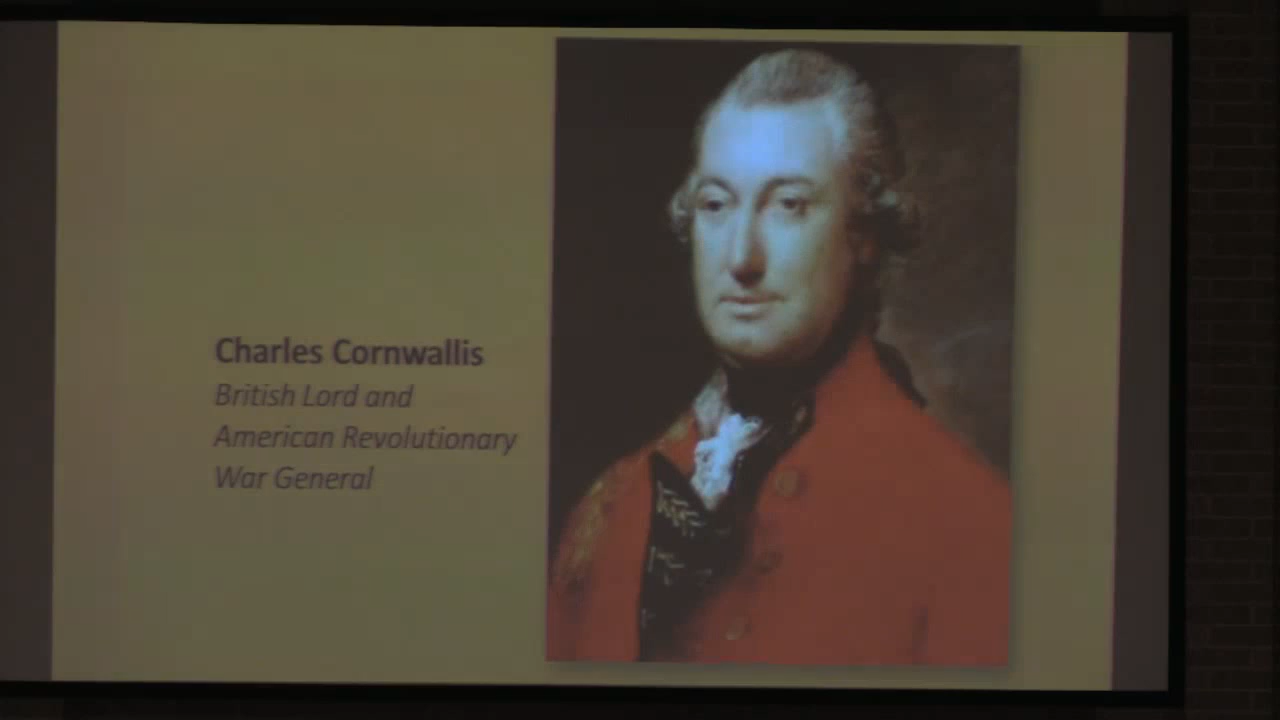 Charles Cornwallis
British Lord and
American Revolutionary
War General